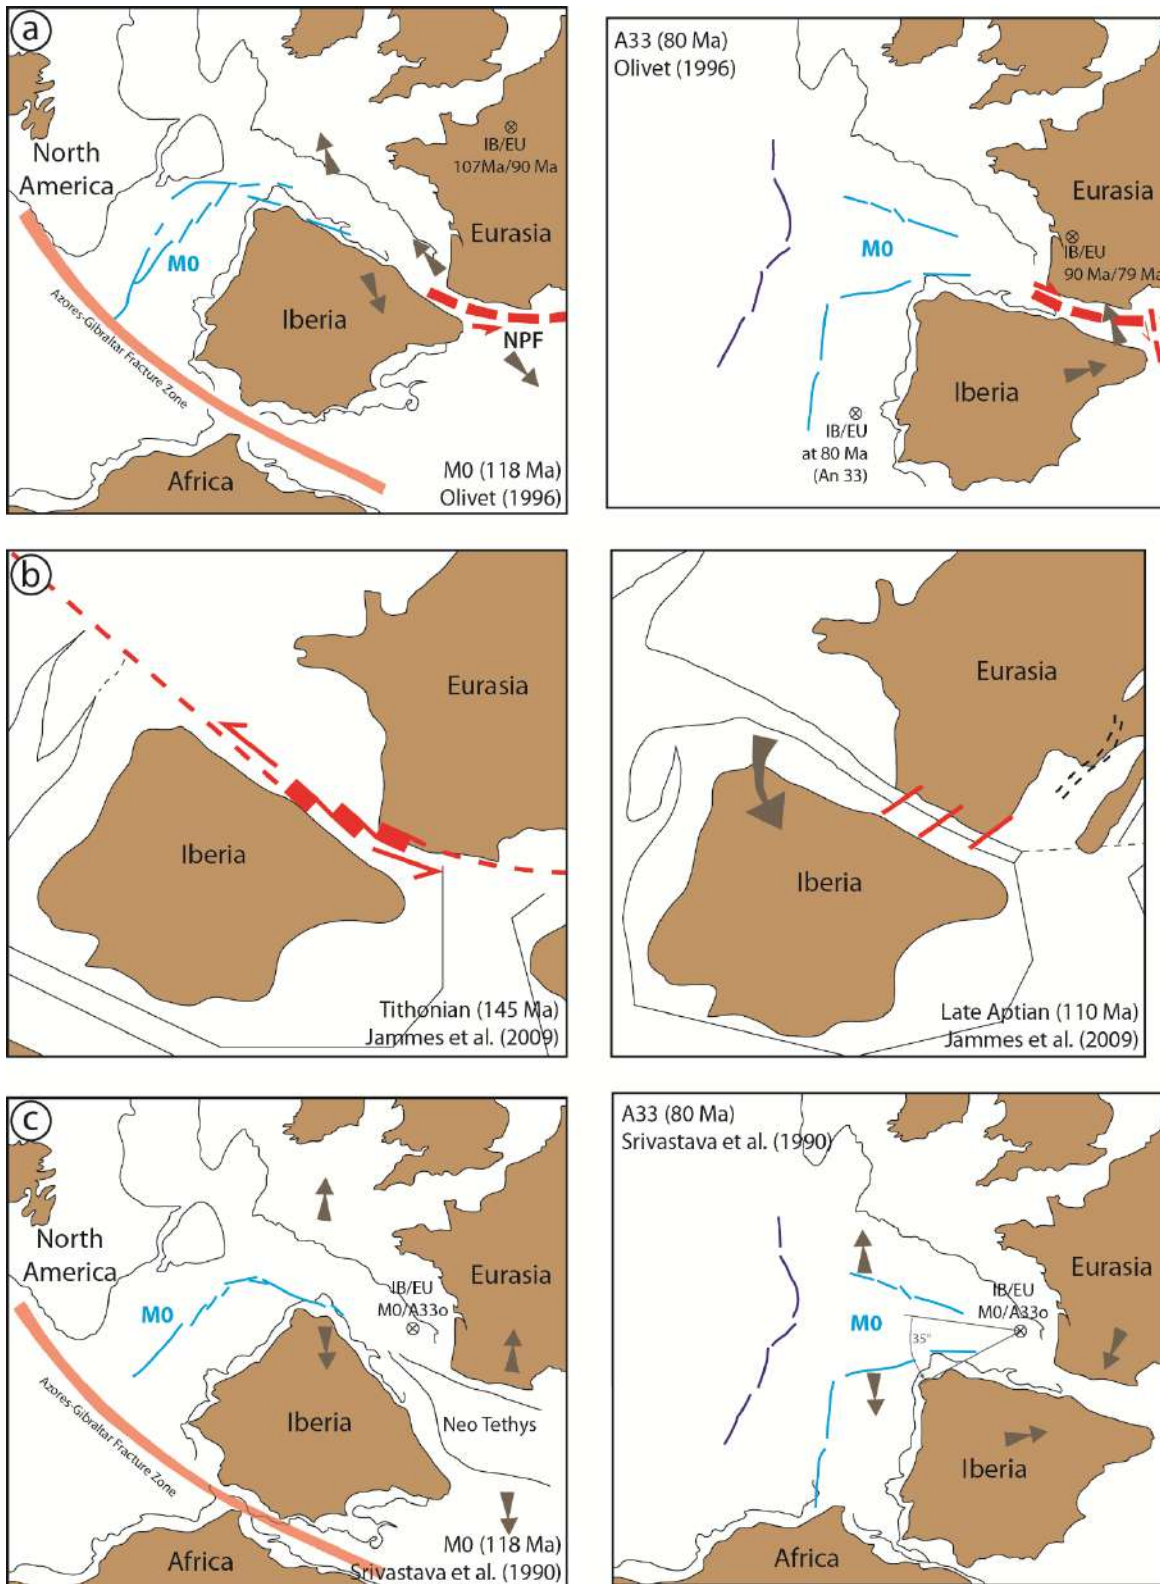 a
North
America
M0
Azores-Gibraltar Fracture Zone
Africa
Iberia
IB/EU
107Ma/90 Ma
Eurasia
NPF
M0 (118 Ma)
Olivet (1996)
A33 (80 Ma)
Olivet (1996)
Eurasia
M0
IB/EU
90 Ma/79 Ma
Iberia
IB/EU
at 80 Ma
(An 33)
b
Eurasia
Iberia
Tithonian (145 Ma)
Jammes et al. (2009)
Eurasia
Iberia
Late Aptian (110 Ma)
Jammes et al. (2009)
c
North
America
M0
Azores-Gibraltar Fracture Zone
Africa
Iberia
IB/EU
M0/A33o
Eurasia
Neo Tethys
M0 (118 Ma)
Srivastava et al. (1990)
A33 (80 Ma)
Srivastava et al. (1990)
Eurasia
IB/EU
M0/A33o
M0
35°
Iberia
Africa